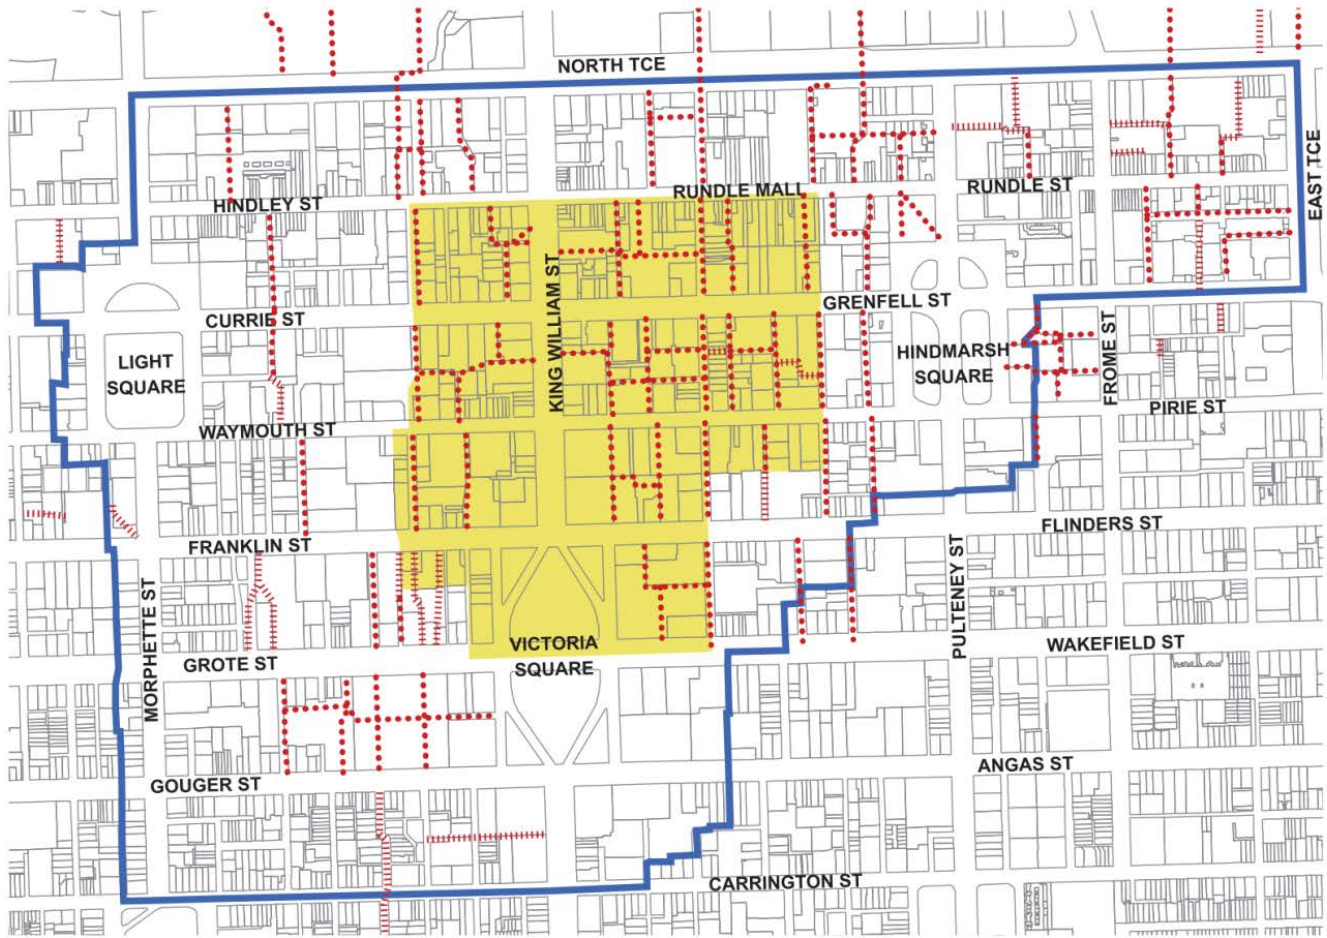 NORTH TCE
EAST TCE
HINDLEY ST
RUNDLE MALL
RUNDLE ST
KING WILLIAM ST
CURRIE ST
GRENFELL ST
LIGHT
SQUARE
HINDMARSH
SQUARE
FROME ST
WAYMOUTH ST
PIRIE ST
FRANKLIN ST
FLINDERS ST
MORPHETTE ST
PULTENEY ST
GROTE ST
VICTORIA
SQUARE
WAKEFIELD ST
GOUGER ST
ANGAS ST
CARRINGTON ST